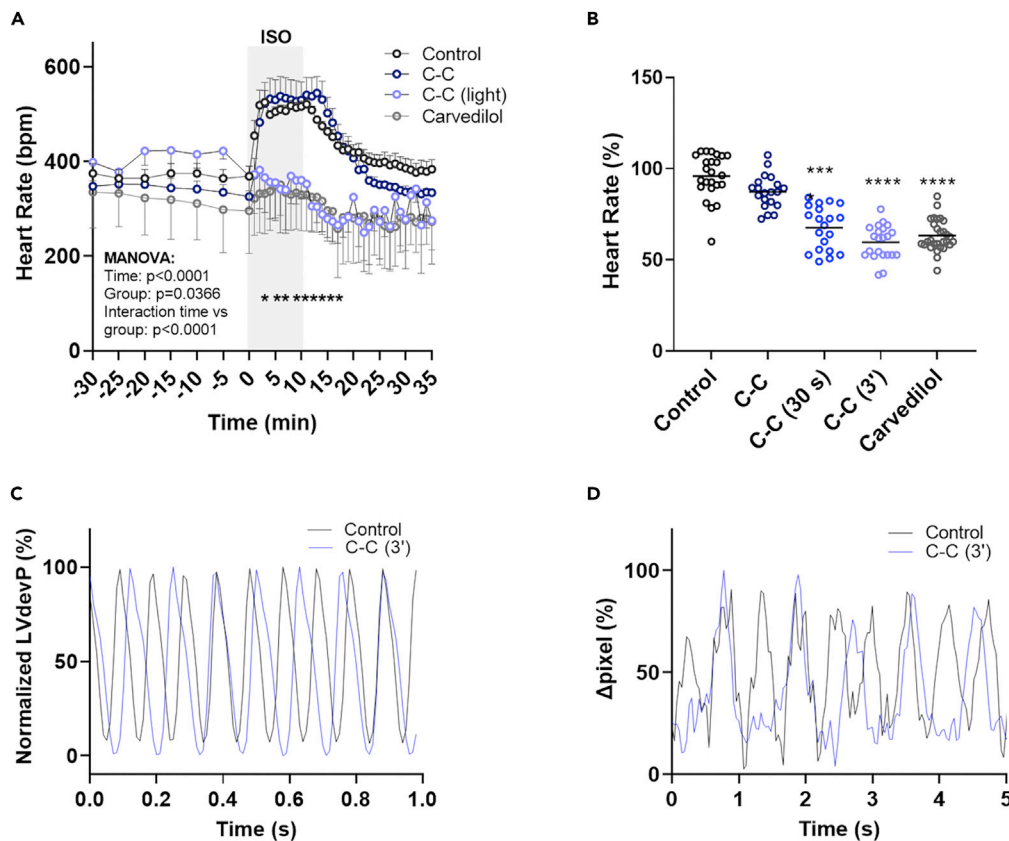 A
ISO
Control
C-C
C-C (light)
Carvedilol
Heart Rate (bpm)
600
400
200
0
MANOVA:
Time: p<0.0001
Group: p=0.0366
Interaction time vs
group: p<0.0001
* ** ******
-30 -25 -20 -15 -10 -5 0 5 10 15 20 25 30 35
Time (min)
B
Heart Rate (%)
150
100
50
0
***
*
**** ****
Control C-C C-C (30 s) C-C (3') Carvedilol
C
Control
C-C (3')
Normalized LVdevP (%)
100
50
0
0.0 0.2 0.4 0.6 0.8 1.0
Time (s)
D
Control
C-C (3')
Δpixel (%)
100
50
0
0 1 2 3 4 5
Time (s)